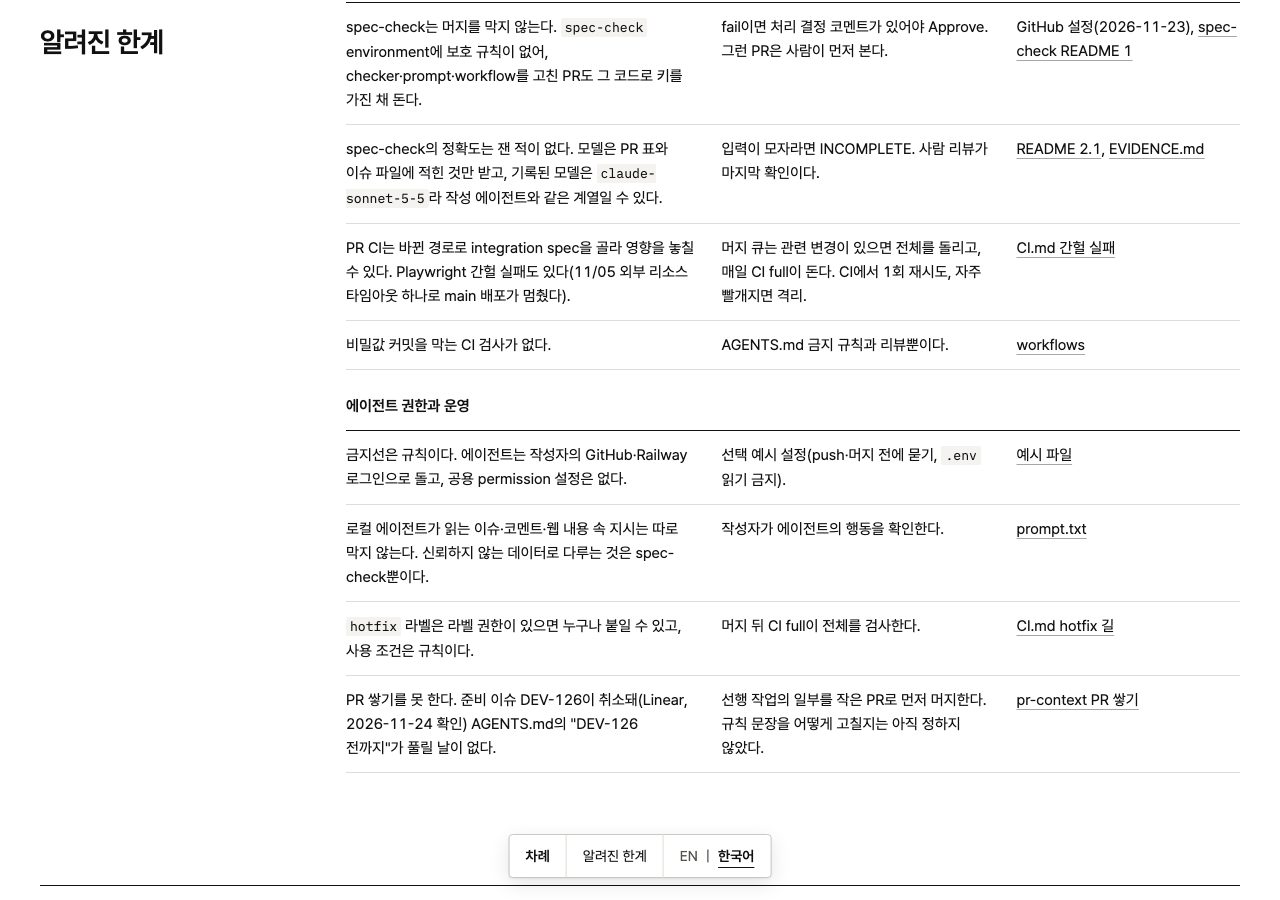 알려진 한계
spec-check는 머지를 막지 않는다. spec-check
environment에 보호 규칙이 없어,
checker·prompt·workflow를 고친 PR도 그 코드로 키를
가진 채 돈다.
fail이면 처리 결정 코멘트가 있어야 Approve.
그런 PR은 사람이 먼저 본다.
GitHub 설정(2026-11-23), spec-
check README 1
spec-check의 정확도는 잰 적이 없다. 모델은 PR 표와
이슈 파일에 적힌 것만 받고, 기록된 모델은 claude-
sonnet-5-5라 작성 에이전트와 같은 계열일 수 있다.
입력이 모자라면 INCOMPLETE. 사람 리뷰가
마지막 확인이다.
README 2.1, EVIDENCE.md
PR CI는 바뀐 경로로 integration spec을 골라 영향을 놓칠
수 있다. Playwright 간헐 실패도 있다(11/05 외부 리소스
타임아웃 하나로 main 배포가 멈췄다).
머지 큐는 관련 변경이 있으면 전체를 돌리고,
매일 CI full이 돈다. CI에서 1회 재시도, 자주
빨개지면 격리.
CI.md 간헐 실패
비밀값 커밋을 막는 CI 검사가 없다.
AGENTS.md 금지 규칙과 리뷰뿐이다.
workflows
에이전트 권한과 운영
금지선은 규칙이다. 에이전트는 작성자의 GitHub·Railway
로그인으로 돌고, 공용 permission 설정은 없다.
선택 예시 설정(push·머지 전에 묻기, .env
읽기 금지).
예시 파일
로컬 에이전트가 읽는 이슈·코멘트·웹 내용 속 지시는 따로
막지 않는다. 신뢰하지 않는 데이터로 다루는 것은 spec-
check뿐이다.
작성자가 에이전트의 행동을 확인한다.
prompt.txt
hotfix 라벨은 라벨 권한이 있으면 누구나 붙일 수 있고,
사용 조건은 규칙이다.
머지 뒤 CI full이 전체를 검사한다.
CI.md hotfix 길
PR 쌓기를 못 한다. 준비 이슈 DEV-126이 취소돼(Linear,
2026-11-24 확인) AGENTS.md의 "DEV-126
전까지"가 풀릴 날이 없다.
선행 작업의 일부를 작은 PR로 먼저 머지한다.
규칙 문장을 어떻게 고칠지는 아직 정하지
않았다.
pr-context PR 쌓기
차례 알려진 한계 EN | 한국어